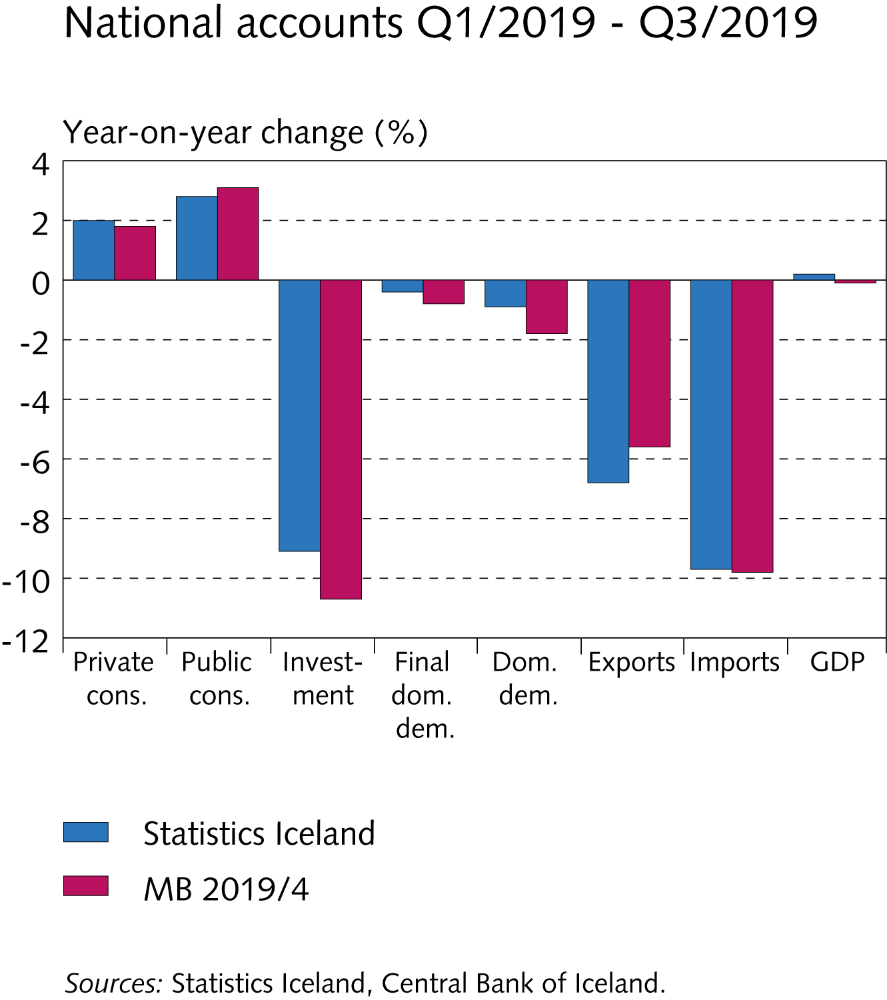 National accounts Q1/2019 - Q3/2019
Year-on-year change (%)
4
2
0
-2
-4
-6
-8
-10
-12
Private cons.
Public cons.
Invest-
ment
Final dom. dem.
Dom. dem.
Exports
Imports
GDP
Statistics Iceland
MB 2019/4
Sources: Statistics Iceland, Central Bank of Iceland.